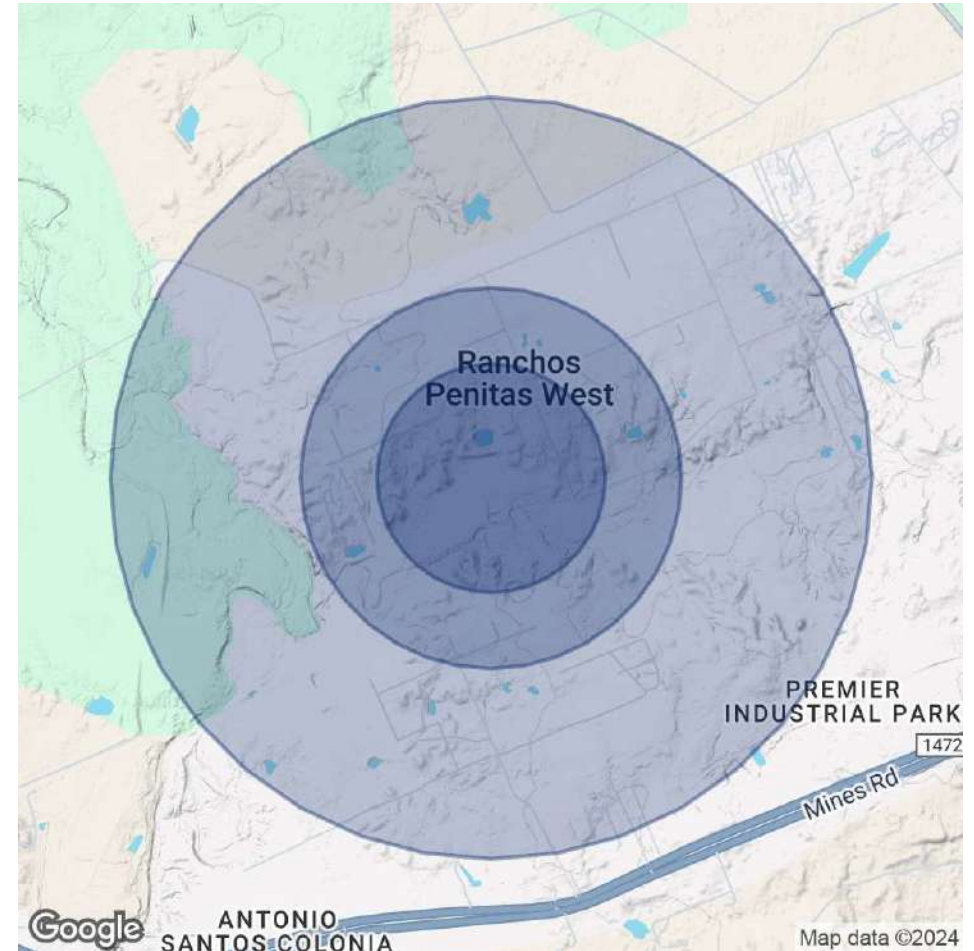 Ranchos
Penitas West
PREMIER
INDUSTRIAL PARK
1472
Mines Rd
ANTONIO
SANTOS COLONIA
Google
Map data ©2024